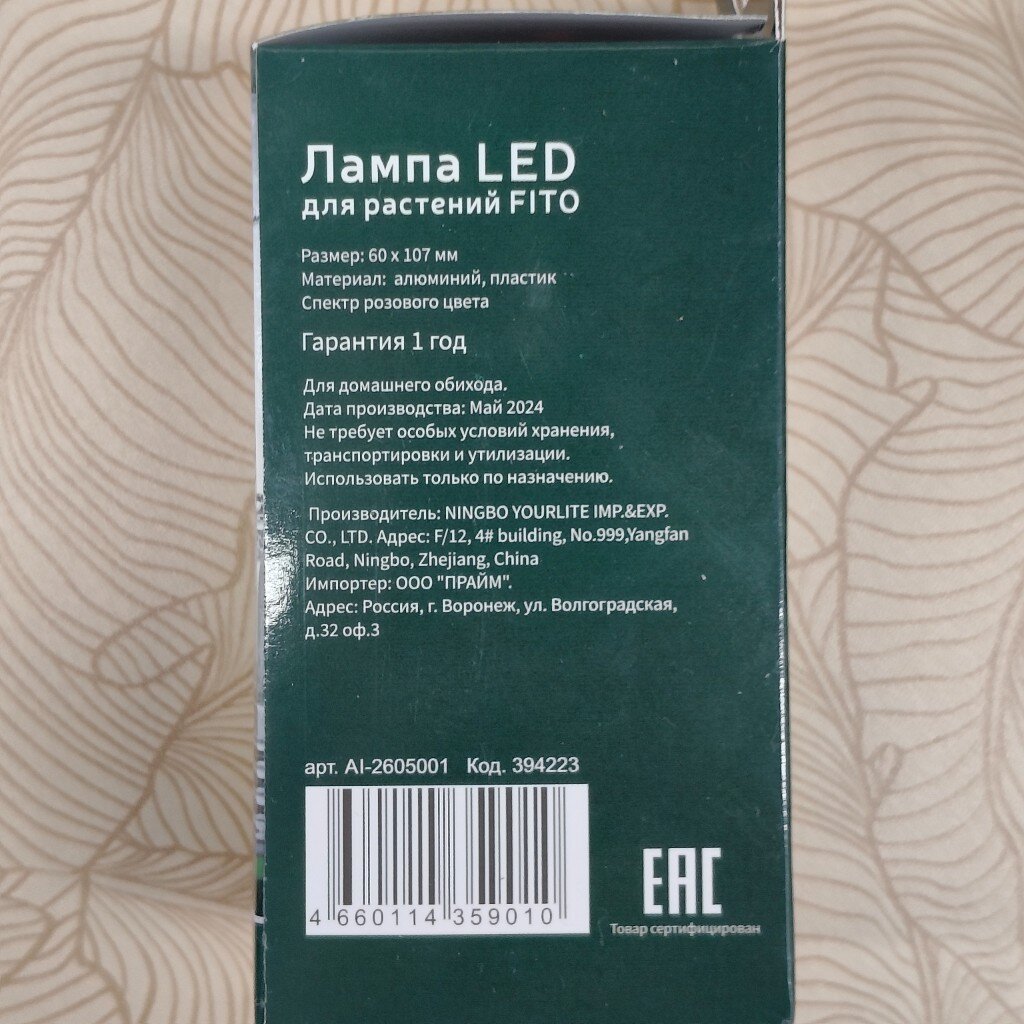 Лампа LED
для растений FITO
Размер: 60 х 107 мм
Материал: алюминий, пластик
Спектр розового цвета
Гарантия 1 год
Для домашнего обихода.
Дата производства: Май 2024
Не требует особых условий хранения,
транспортировки и утилизации.
Использовать только по назначению.
Производитель: NINGBO YOURLITE IMP.&EXP.
CO., LTD. Адрес: F/12, 4# building, No.999,Yangfan
Road, Ningbo, Zhejiang, China
Импортер: ООО "ПРАЙМ".
Адрес: Россия, г. Воронеж, ул. Волгоградская,
д.32 оф.3
арт. AI-2605001 Код. 394223
4 660114 359010
EAC
Товар сертифицирован